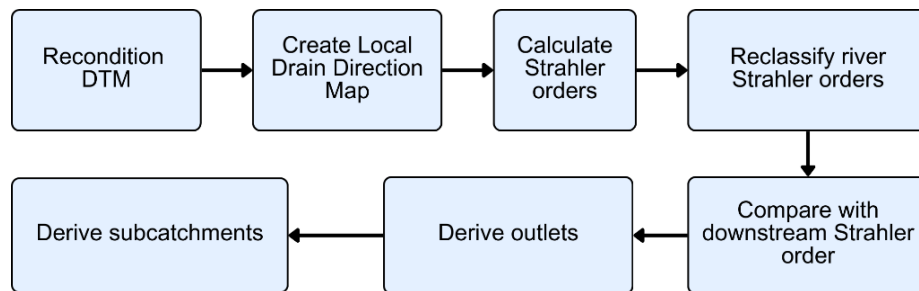 Recondition
DTM
Create Local
Drain Direction
Map
Calculate
Strahler
orders
Reclassify river
Strahler orders
Compare with
downstream Strahler
order
Derive outlets
Derive subcatchments